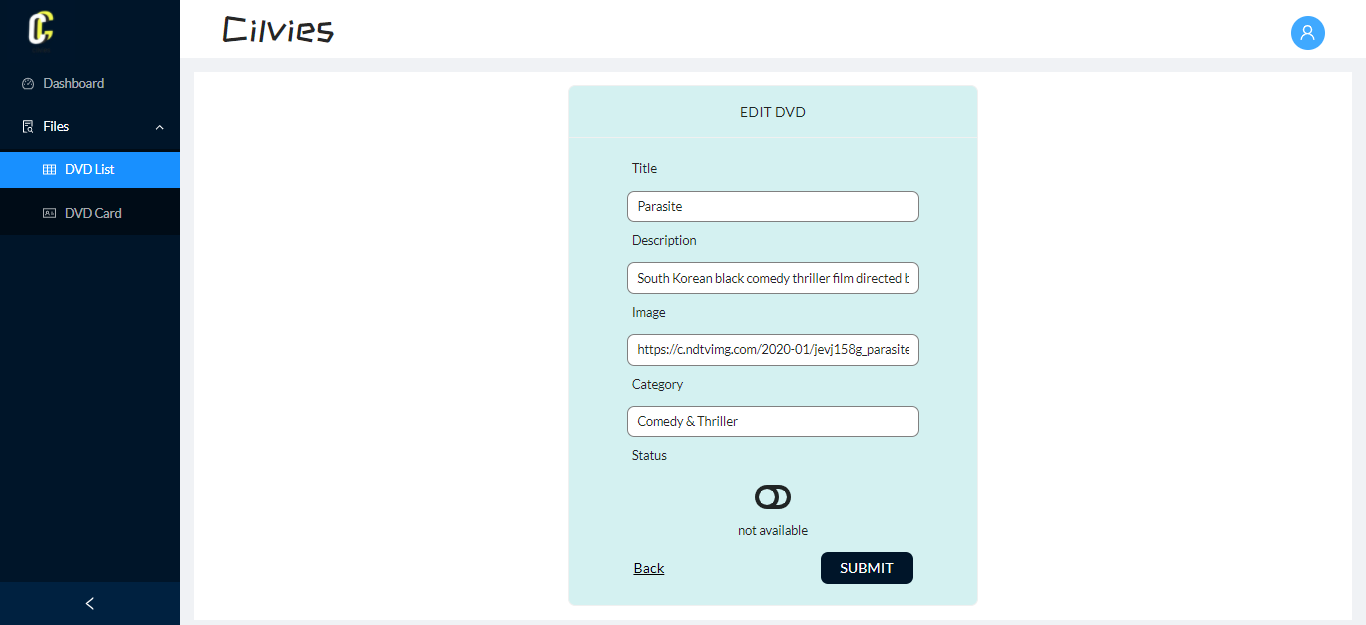 Cilvies
Dashboard
Files
DVD List
DVD Card
EDIT DVD
Title
Parasite
Description
South Korean black comedy thriller film directed b
Image
https://c.ndtvimg.com/2020-01/jevj158g_parasite
Category
Comedy & Thriller
Status
not available
Back
SUBMIT